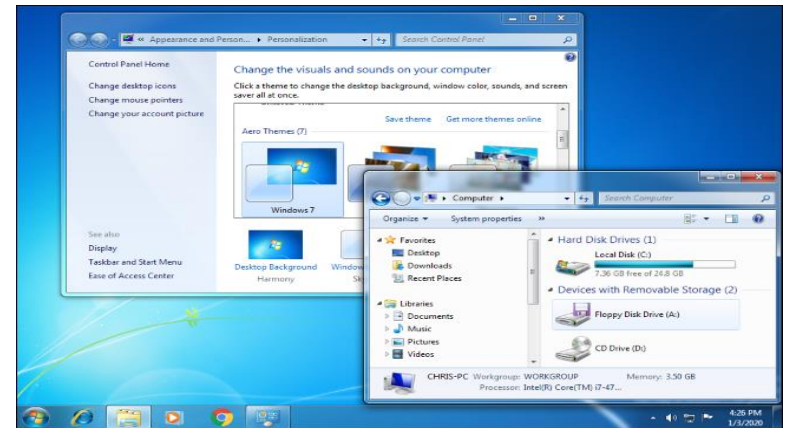 « Appearance and Person... ▸ Personalization
Search Control Panel
Control Panel Home
Change desktop icons
Change mouse pointers
Change your account picture
See also
Display
Taskbar and Start Menu
Ease of Access Center
Change the visuals and sounds on your computer
Click a theme to change the desktop background, window color, sounds, and screen
saver all at once.
Save theme Get more themes online
Aero Themes (7)
Windows 7
Desktop Background
Harmony
Window
Computer ▸
Search Computer
Organize System properties »
Favorites
Desktop
Downloads
Recent Places
Libraries
Documents
Music
Pictures
Videos
Hard Disk Drives (1)
Local Disk (C:)
7.36 GB free of 24.8 GB
Devices with Removable Storage (2)
Floppy Disk Drive (A:)
CD Drive (D:)
CHRIS-PC Workgroup: WORKGROUP Memory: 3.50 GB
Processor: Intel(R) Core(TM) i7-47...
4:26 PM
1/3/2020